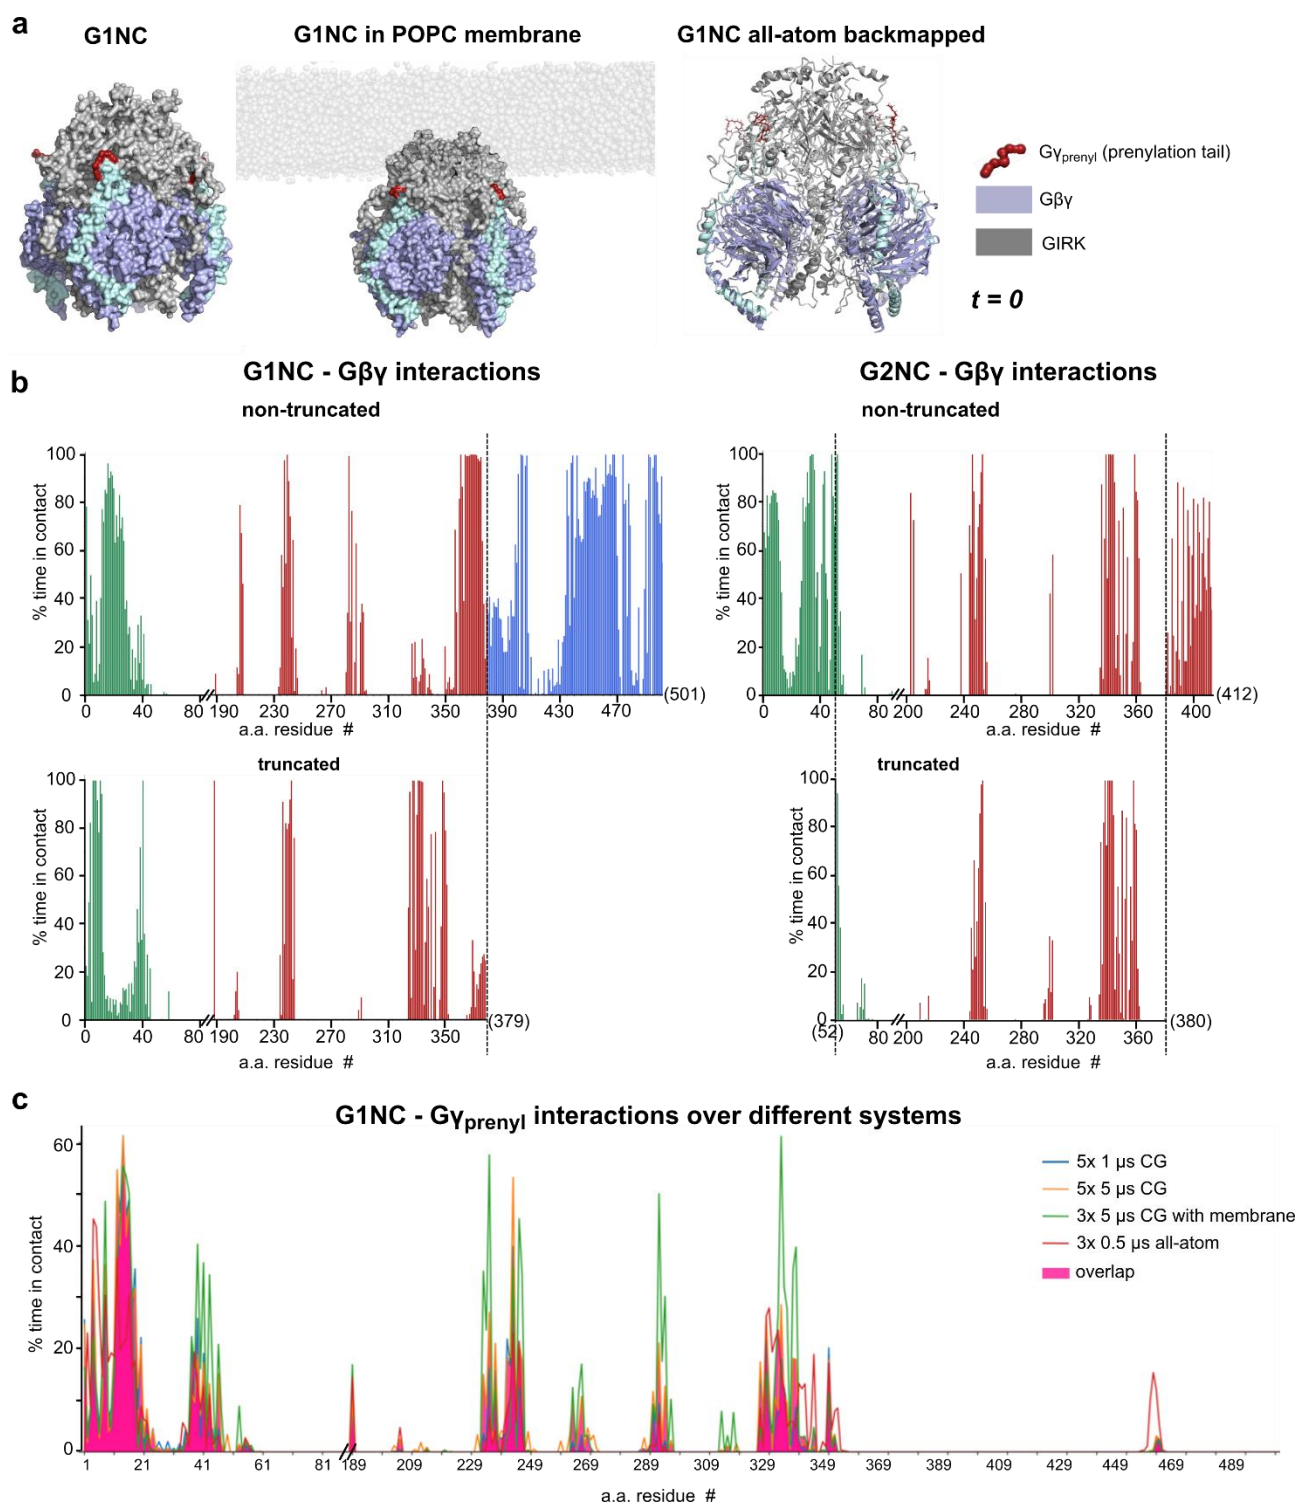 a
G1NC
G1NC in POPC membrane
G1NC all-atom backmapped
Gγprenyl (prenylation tail)
Gβγ
GIRK
t = 0
b
G1NC - Gβγ interactions
G2NC - Gβγ interactions
non-truncated
non-truncated
100
80
60
40
20
0
% time in contact
0 40 80 190 230 270 310 350 390 430 470 (501)
a.a. residue #
100
80
60
40
20
0
% time in contact
0 40 80 200 240 280 320 360 400 (412)
a.a. residue #
truncated
truncated
100
80
60
40
20
0
% time in contact
0 40 80 190 230 270 310 350 (379)
a.a. residue #
100
80
60
40
20
0
% time in contact
(52) 80 200 240 280 320 360 (380)
a.a. residue #
c
G1NC - Gγprenyl interactions over different systems
60
40
20
0
% time in contact
5x 1 µs CG
5x 5 µs CG
3x 5 µs CG with membrane
3x 0.5 µs all-atom
overlap
1 21 41 61 81 189 209 229 249 269 289 309 329 349 369 389 409 429 449 469 489
a.a. residue #